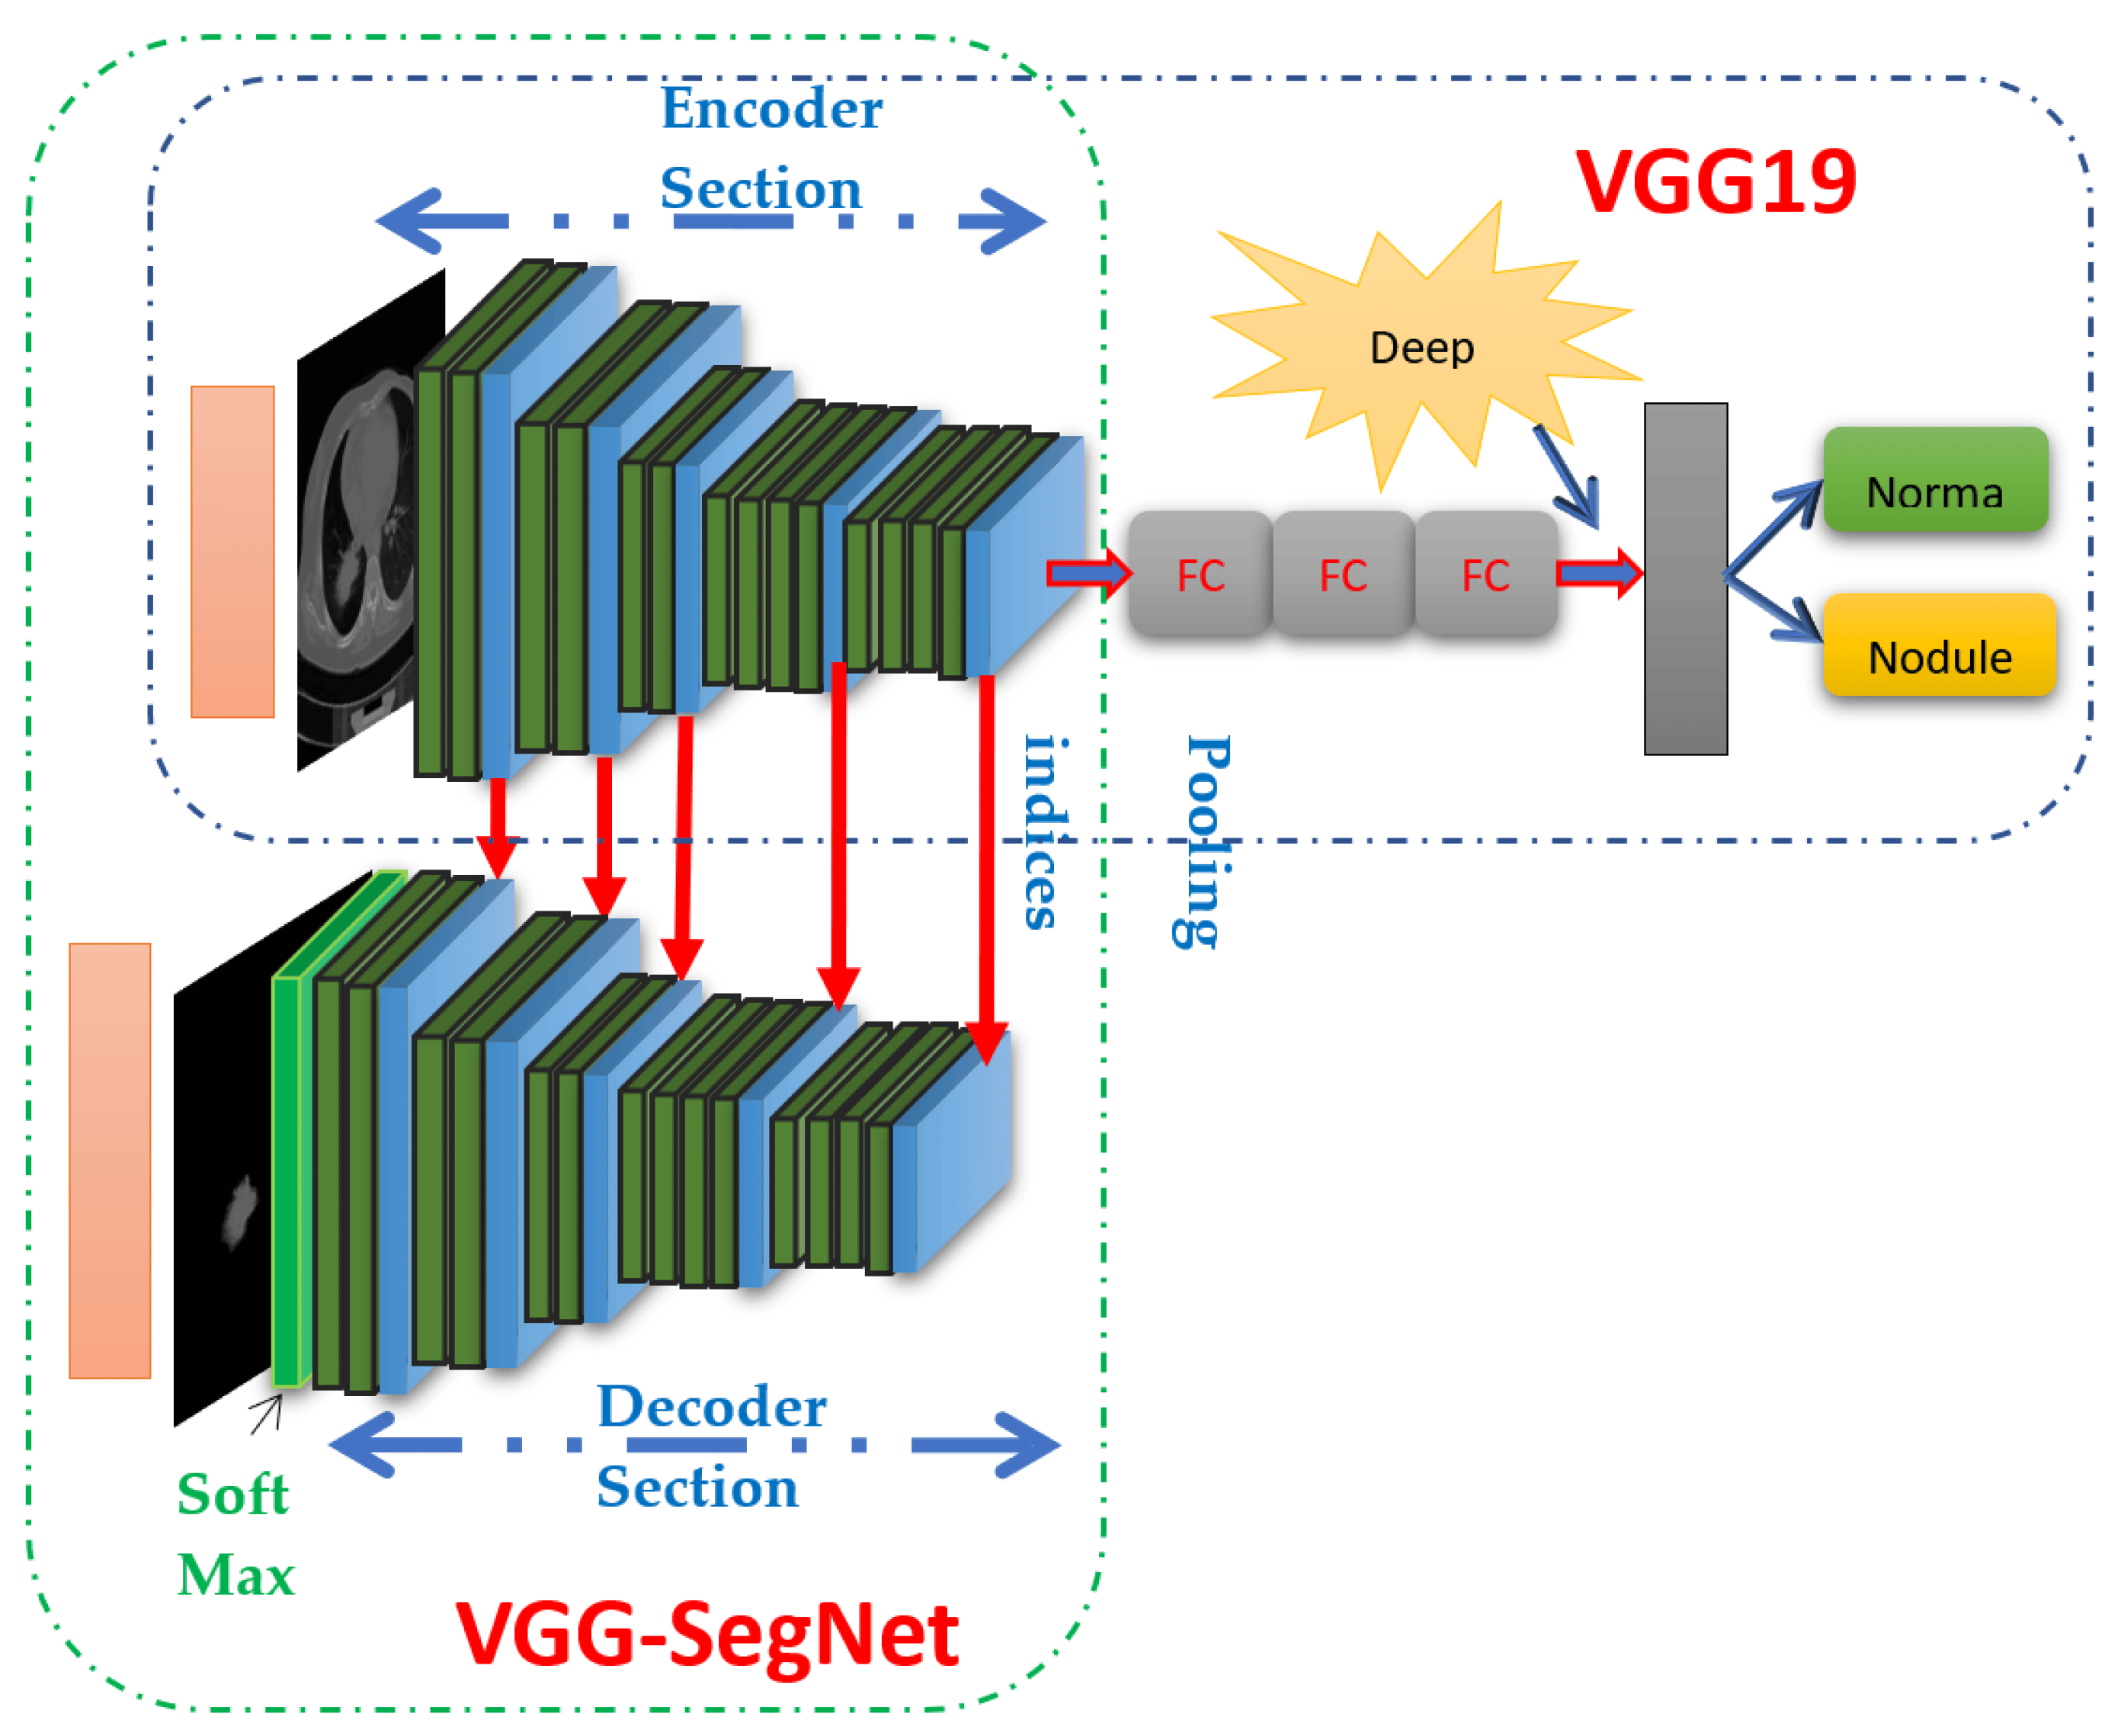 Encoder
Section
VGG19
Deep
FC
FC
FC
Norma
Nodule
Pooling
indices
Decoder
Section
Soft
Max
VGG-SegNet